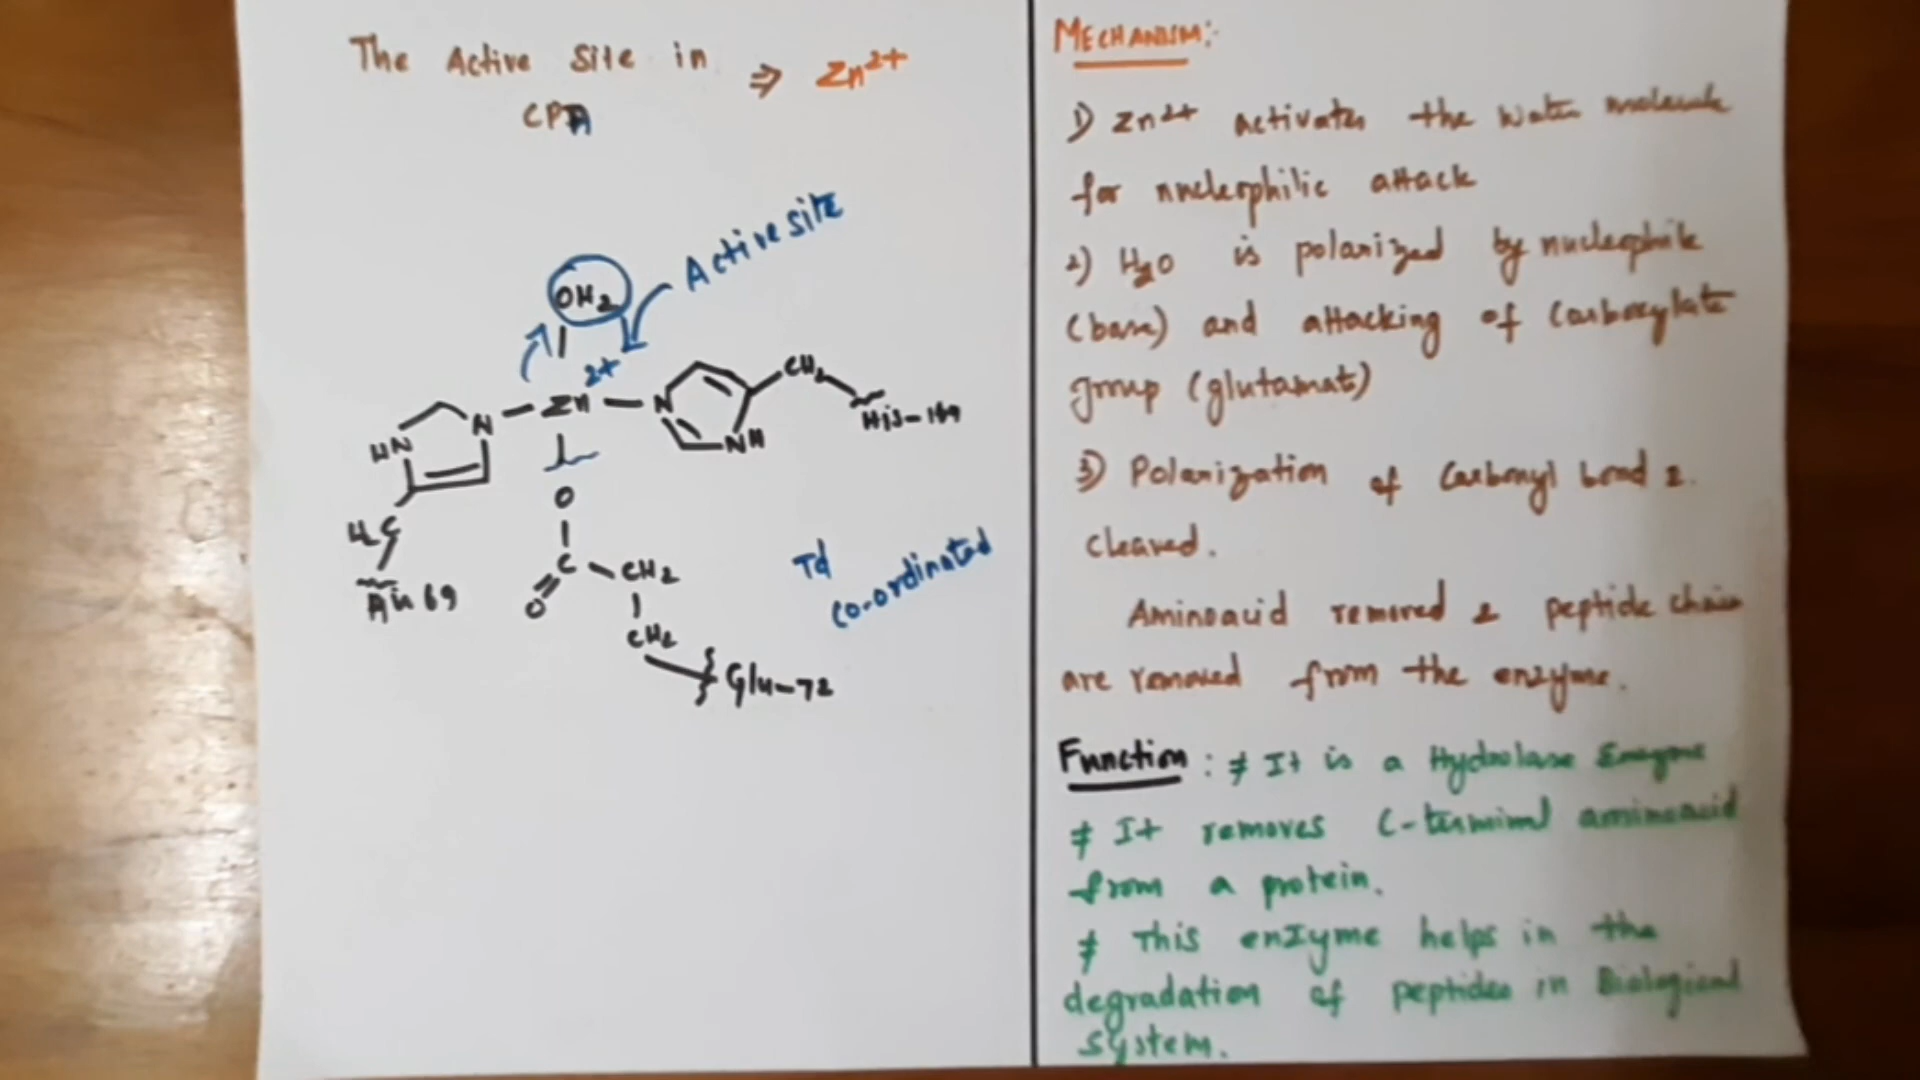 The Active Site in ⇒ Zn2+
CPA
Active site
OH2
2+
N Zn N CH2
HN NH His-169
H2C O
C CH2
O
69
CH2
Glu-72
Td
co-ordinated
MECHANISM:-
1) Zn2+ activates the water molecule
for nucleophilic attack
2) H2O is polarized by nucleophile
(base) and attacking of Carboxylate
group (glutamate)
3) Polarization of Carbonyl bond &
cleaved.
Aminoacid removed & peptide chain
are removed from the enzyme.
Function : ≠ It is a Hydrolase Enzyme
≠ It removes C-terminal aminoacid
from a protein.
≠ This enzyme helps in the
degradation of peptides in Biological
system.